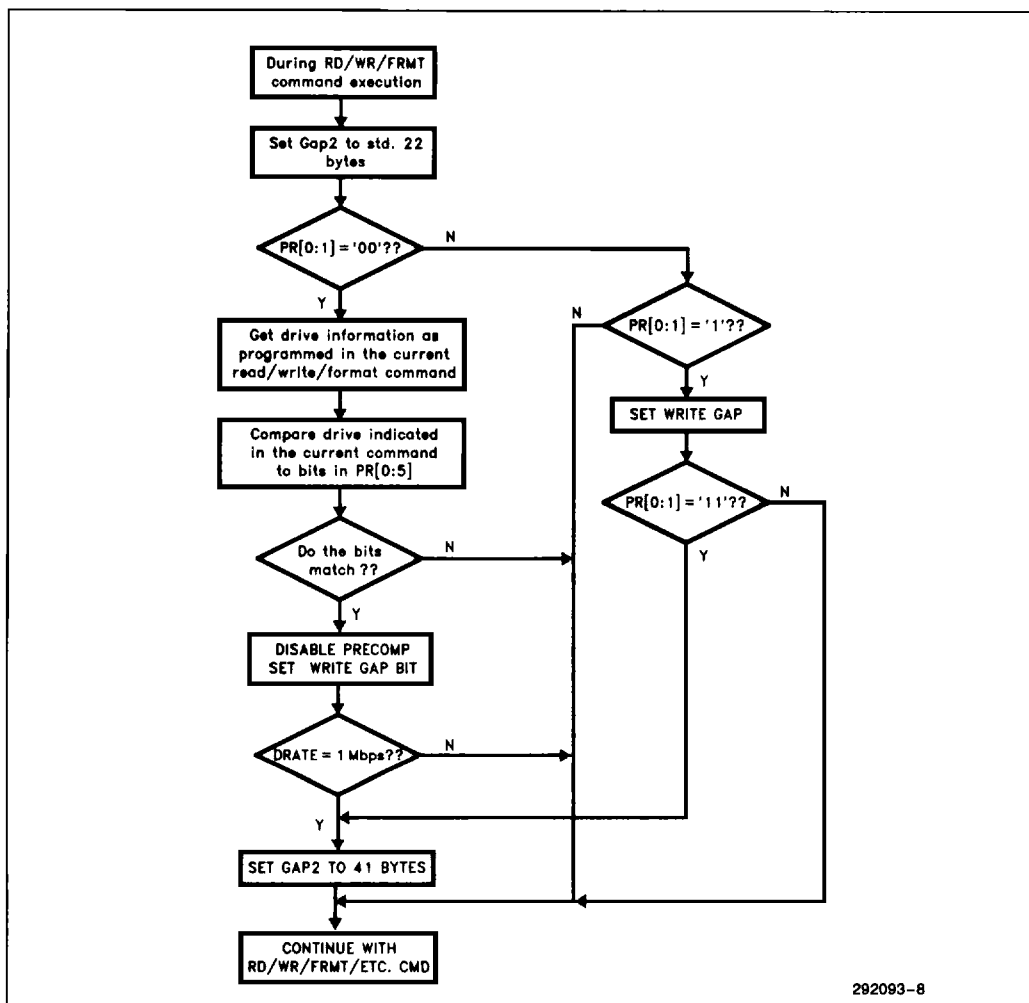 During RD/WR/FRMT
command execution
Set Gap2 to std. 22
bytes
PR[0:1] = '00'??
N
Y
Get drive information as
programmed in the current
read/write/format command
Compare drive indicated
in the current command
to bits in PR[0:5]
Do the bits
match ??
N
Y
DISABLE PRECOMP
SET WRITE GAP BIT
DRATE = 1 Mbps??
N
Y
SET GAP2 TO 41 BYTES
CONTINUE WITH
RD/WR/FRMT/ETC. CMD
N
PR[0:1] = '1'??
Y
SET WRITE GAP
PR[0:1] = '11'??
N
Y
292093-8